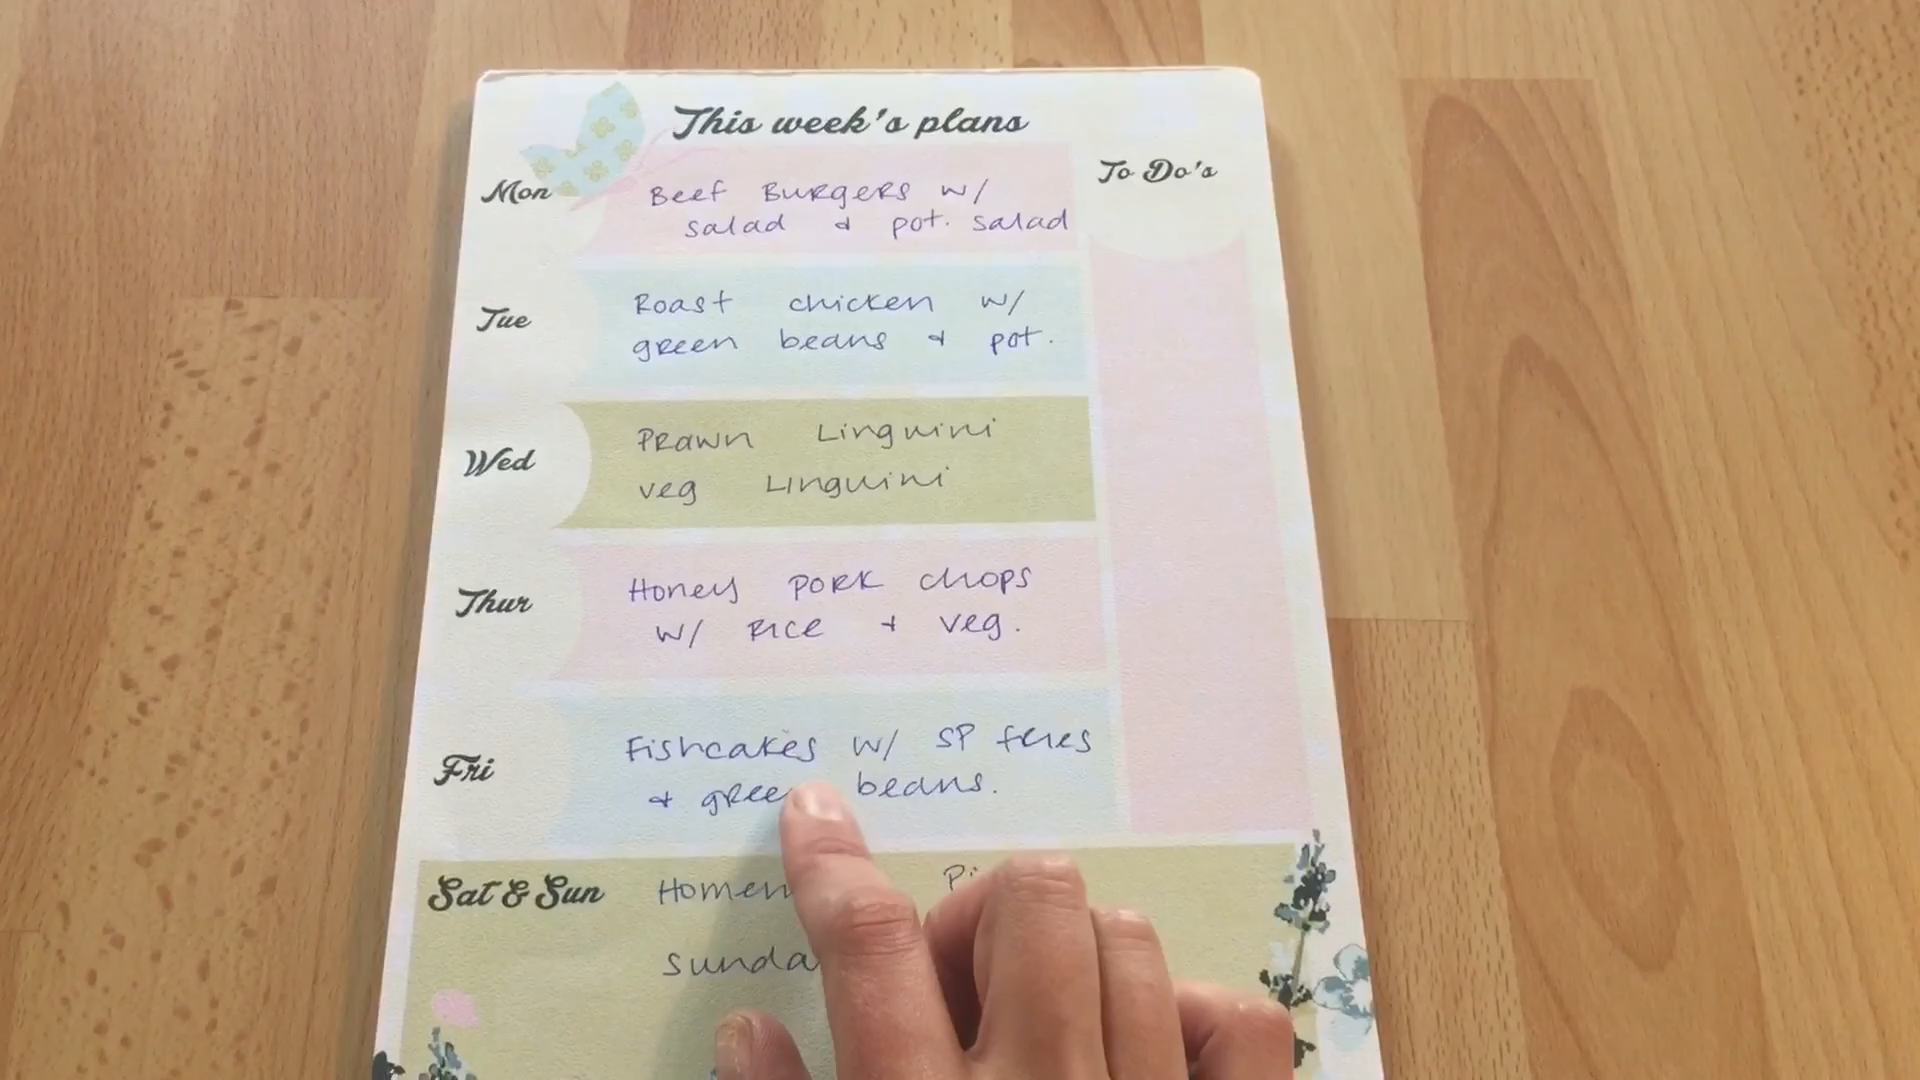 This week's plans
To Do's
Mon
Beef Burgers w/
salad & pot. salad
Tue
Roast chicken w/
green beans & pot.
Wed
Prawn Linguini
veg Linguini
Thur
Honey pork chops
w/ Rice + veg.
Fri
Fishcakes w/ SP fries
& green beans.
Sat & Sun